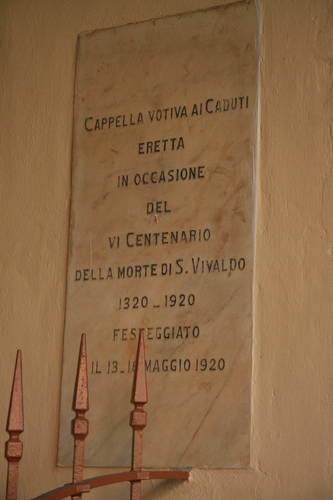 CAPPELLA VOTIVA AI CADUTI
ERETTA
IN OCCASIONE
DEL
VI CENTENARIO
DELLA MORTE DI S. VIVALDO
1320 - 1920
FESTEGGIATO
IL 13 - 16 MAGGIO 1920